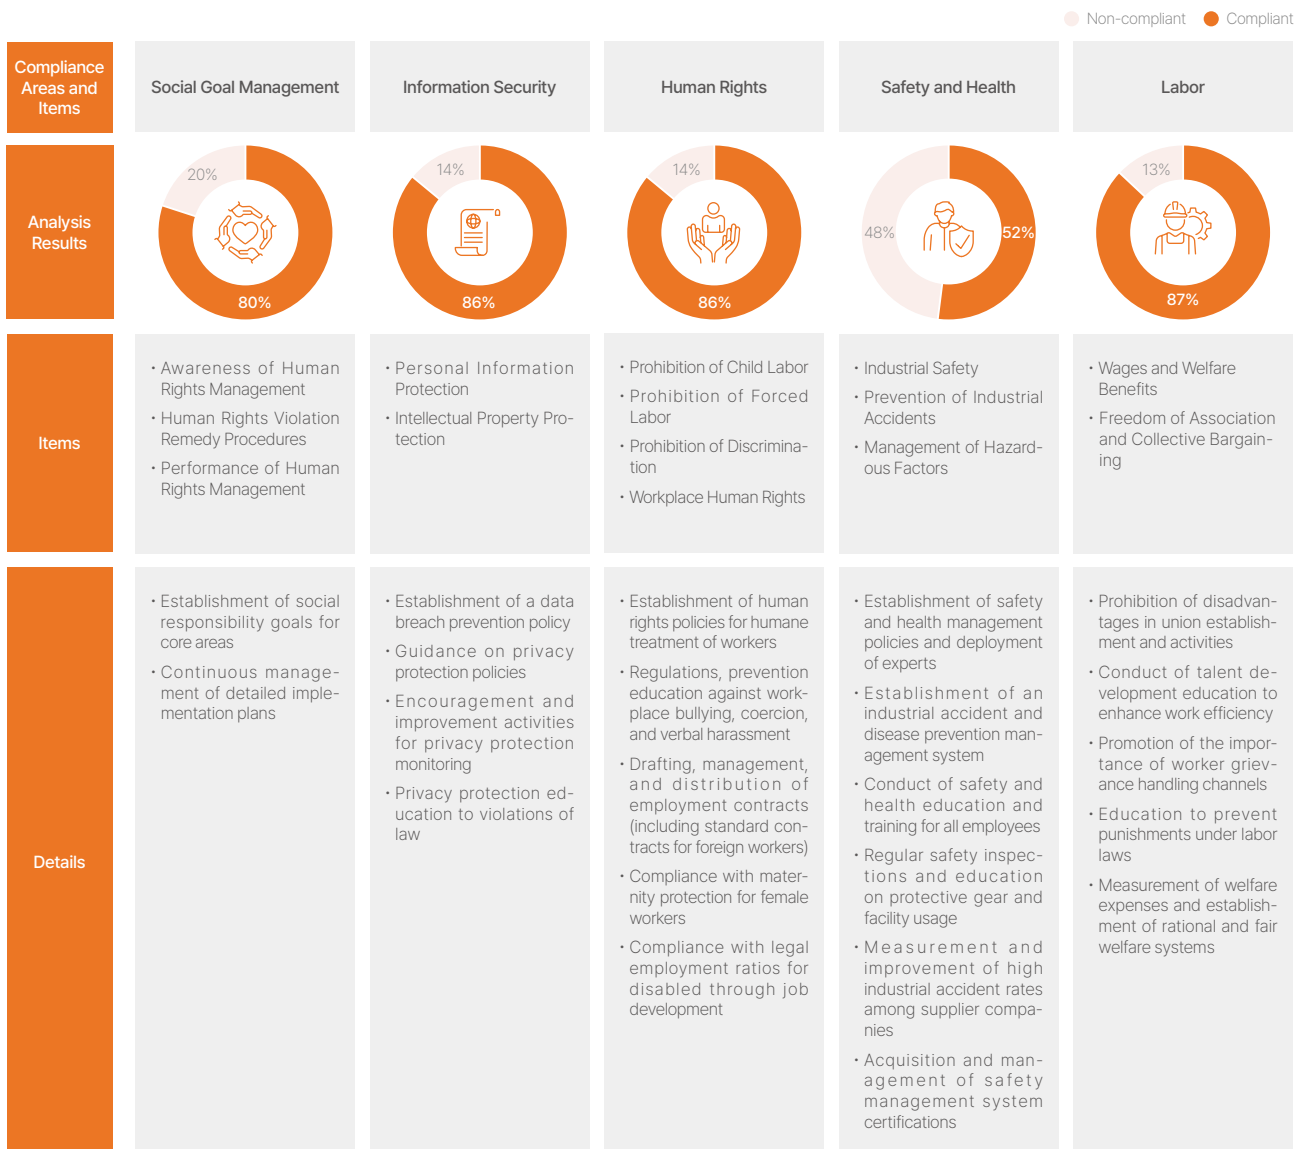 Non-compliant
Compliant
Compliance
Areas and
Items
Social Goal Management
Information Security
Human Rights
Safety and Health
Labor
Analysis
Results
20%
80%
14%
86%
14%
86%
48%
52%
13%
87%
Items
· Awareness of Human
Rights Management
· Human Rights Violation
Remedy Procedures
· Performance of Human
Rights Management
· Personal Information
Protection
· Intellectual Property Pro-
tection
· Prohibition of Child Labor
· Prohibition of Forced
Labor
· Prohibition of Discrimina-
tion
· Workplace Human Rights
· Industrial Safety
· Prevention of Industrial
Accidents
· Management of Hazard-
ous Factors
· Wages and Welfare
Benefits
· Freedom of Association
and Collective Bargain-
ing
Details
· Establishment of social
responsibility goals for
core areas
· Continuous manage-
ment of detailed imple-
mentation plans
· Establishment of a data
breach prevention policy
· Guidance on privacy
protection policies
· Encouragement and
improvement activities
for privacy protection
monitoring
· Privacy protection ed-
ucation to violations of
law
· Establishment of human
rights policies for humane
treatment of workers
· Regulations, prevention
education against work-
place bullying, coercion,
and verbal harassment
· Drafting, management,
and distribution of
employment contracts
(including standard con-
tracts for foreign workers)
· Compliance with mater-
nity protection for female
workers
· Compliance with legal
employment ratios for
disabled through job
development
· Establishment of safety
and health management
policies and deployment
of experts
· Establishment of an
industrial accident and
disease prevention man-
agement system
· Conduct of safety and
health education and
training for all employees
· Regular safety inspec-
tions and education
on protective gear and
facility usage
· Measurement and
improvement of high
industrial accident rates
among supplier compa-
nies
· Acquisition and man-
agement of safety
management system
certifications
· Prohibition of disadvan-
tages in union establish-
ment and activities
· Conduct of talent de-
velopment education to
enhance work efficiency
· Promotion of the impor-
tance of worker griev-
ance handling channels
· Education to prevent
punishments under labor
laws
· Measurement of welfare
expenses and establish-
ment of rational and fair
welfare systems